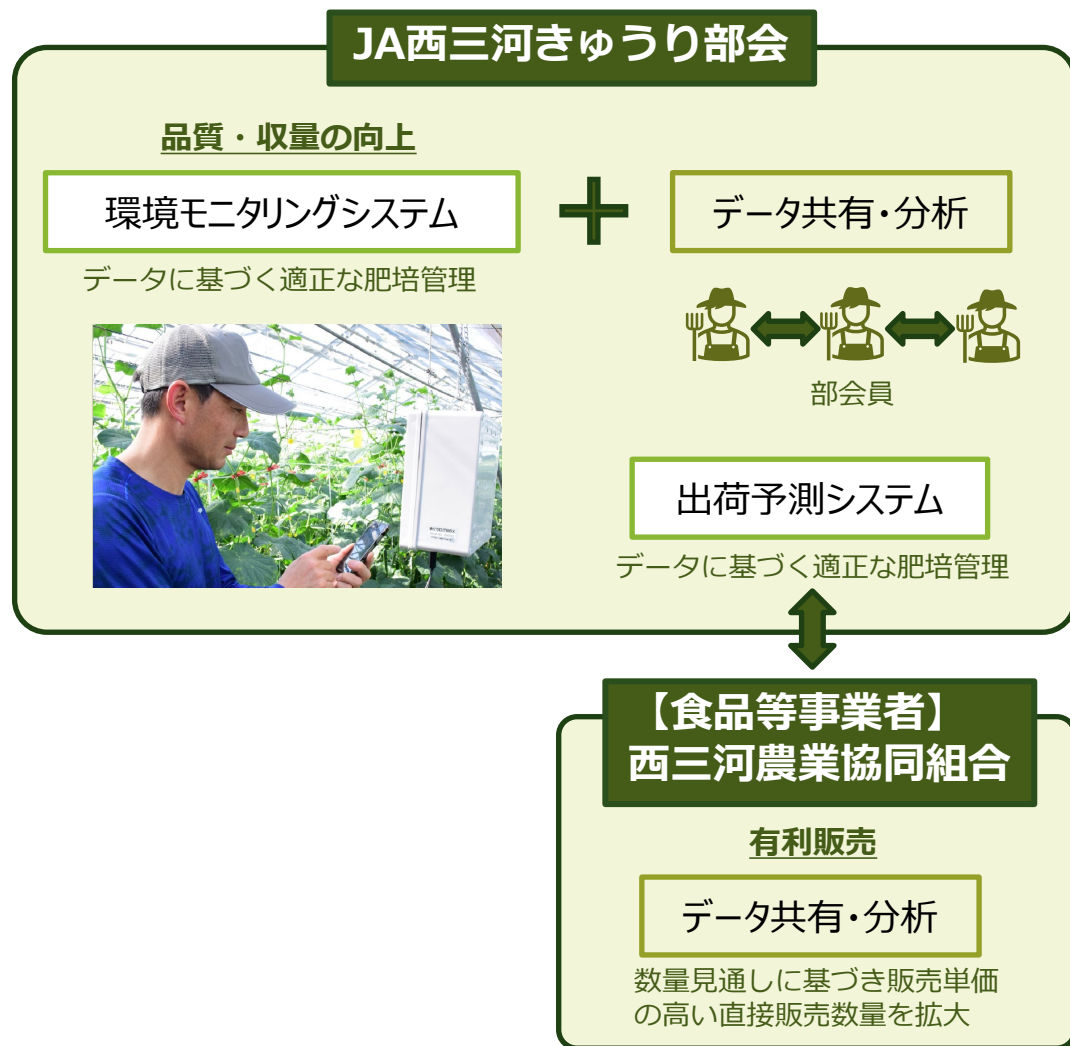 JA西三河きゅうり部会
品質・収量の向上
環境モニタリングシステム
データに基づく適正な肥培管理
データ共有・分析
部会員
出荷予測システム
データに基づく適正な肥培管理
【食品等事業者】
西三河農業協同組合
有利販売
データ共有・分析
数量見通しに基づき販売単価
の高い直接販売数量を拡大